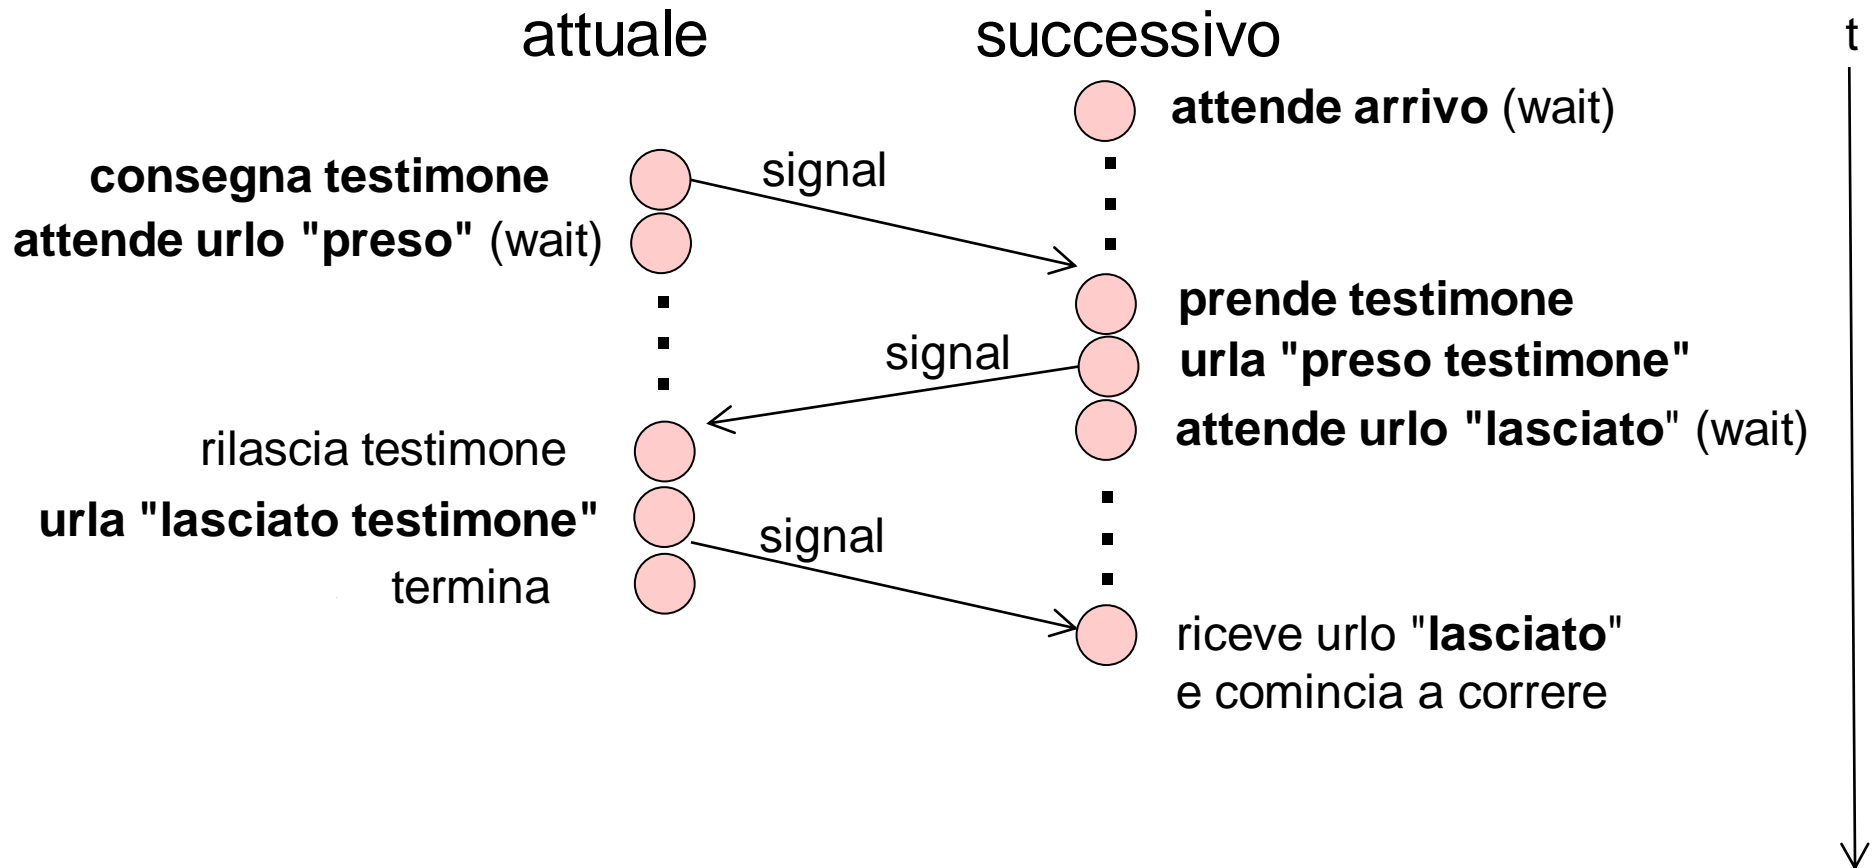 attuale
successivo
t
attende arrivo (wait)
consegna testimone
signal
attende urlo "preso" (wait)
prende testimone
signal
urla "preso testimone"
attende urlo "lasciato" (wait)
rilascia testimone
urla "lasciato testimone"
signal
termina
riceve urlo "lasciato"
e comincia a correre